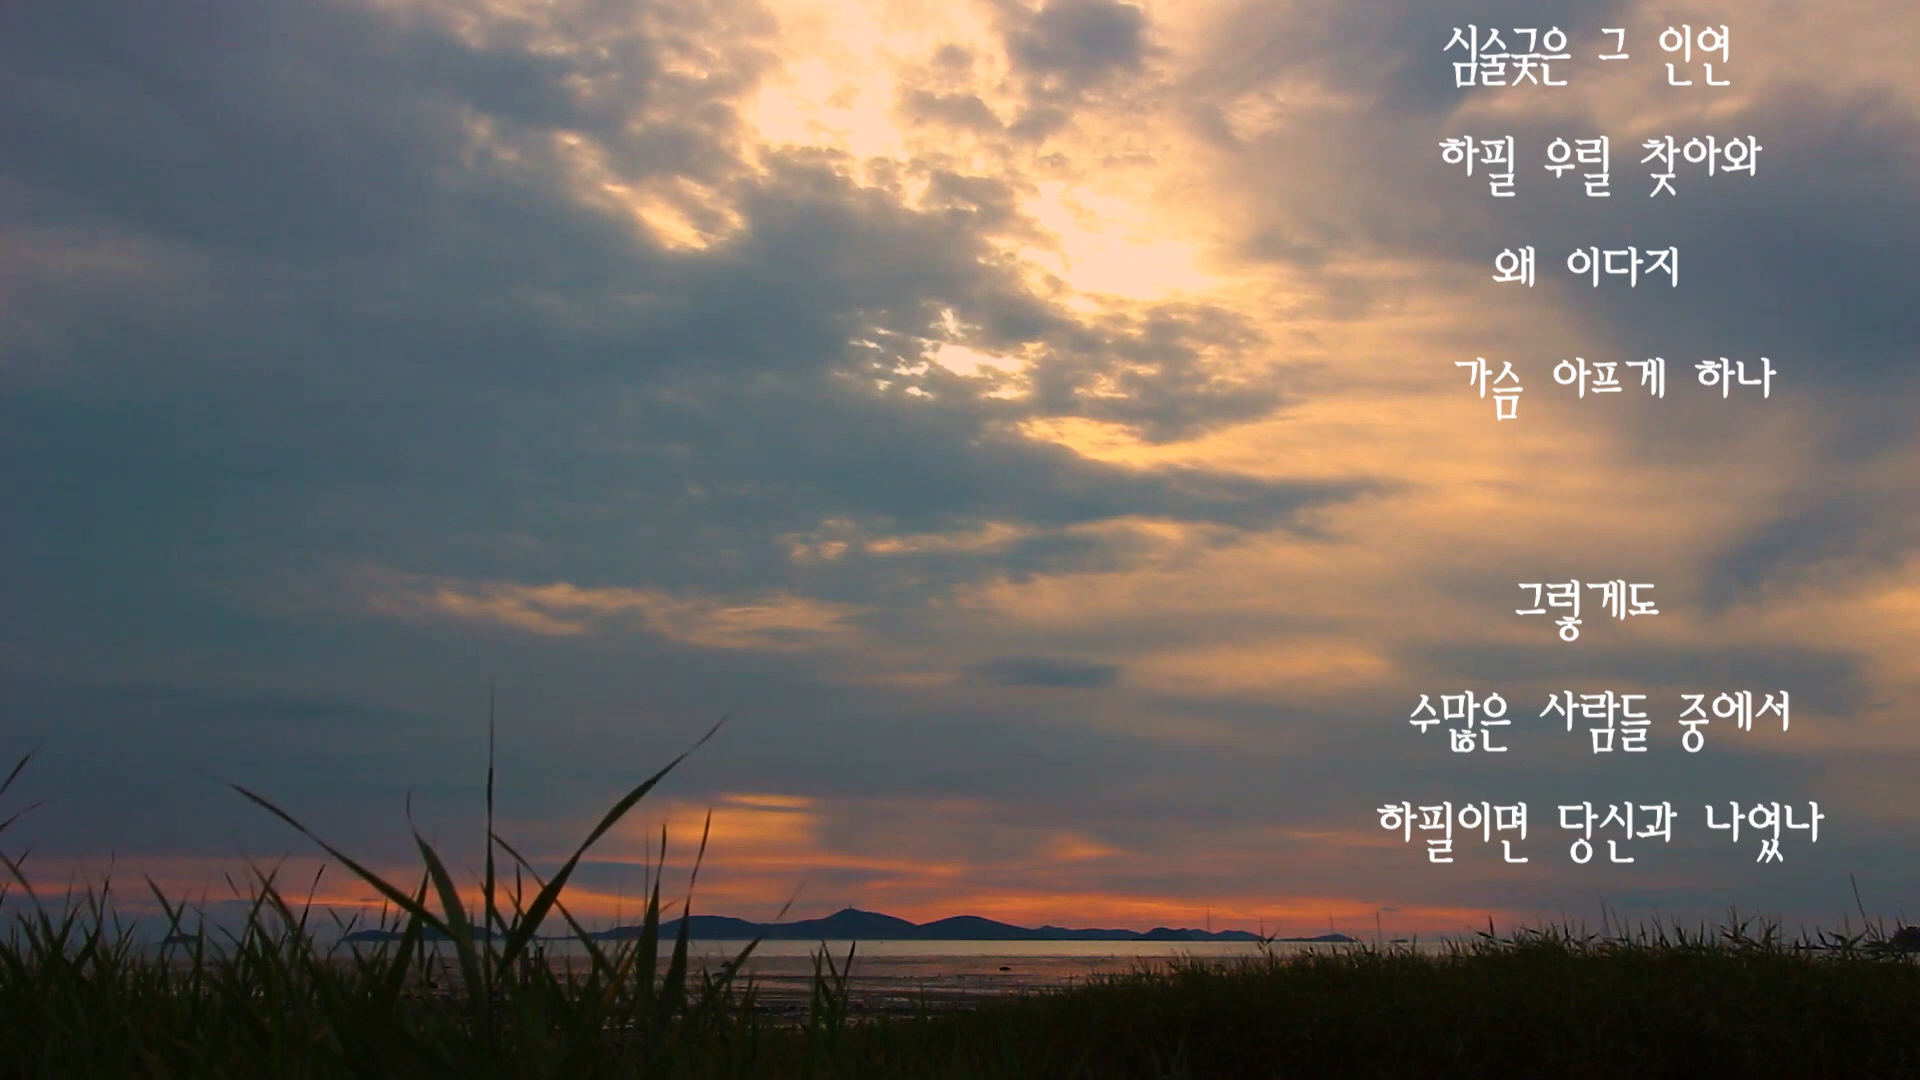 심술궂은 그 인연
하필 우릴 찾아와
왜 이다지
가슴 아프게 하나
그렇게도
수많은 사람들 중에서
하필이면 당신과 나였나